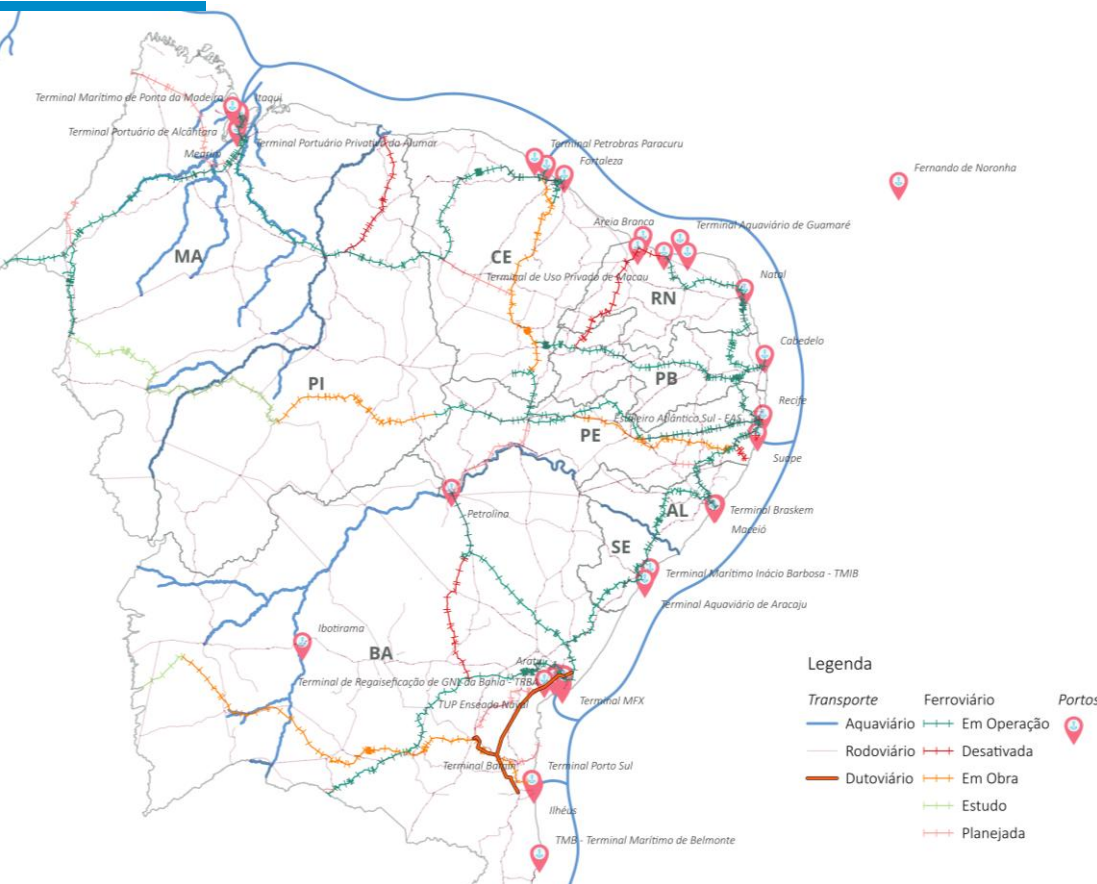 Terminal Marítimo de Ponta da Madeira
Itaqui
Terminal Portuário de Alcântara
Terminal Portuário Privativo da Alumar
Terminal Petrobras Paracuru
Fortaleza
Fernando de Noronha
Areia Branca
Terminal Aquaviário de Guamaré
MA
CE
Terminal de Uso Privado de Macau
Natal
RN
Cabedelo
PI
PB
Recife
Estaleiro Atlântico Sul - EAS
PE
Suape
Petrolina
AL
Terminal Braskem
Maceió
SE
Terminal Marítimo Inácio Barbosa - TMIB
Terminal Aquaviário de Aracaju
Ibotirama
BA
Aratu
Terminal de Regaseificação de GNL da Bahia - TRBA
TUP Enseada Naval
Terminal MFX
Terminal Porto Sul
Ilhéus
TMB - Terminal Marítimo de Belmonte
Legenda
Transporte Ferroviário Portos
Aquaviário Em Operação
Rodoviário Desativada
Dutoviário Em Obra
Estudo
Planejada